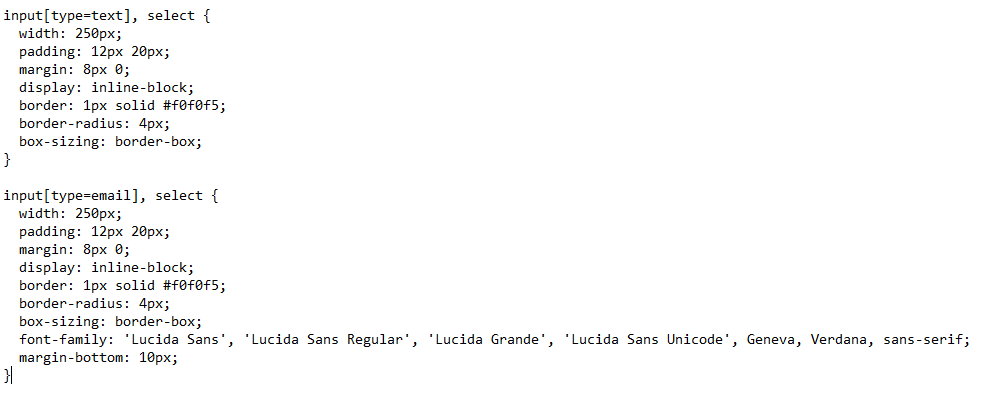 input[type=text], select {
  width: 250px;
  padding: 12px 20px;
  margin: 8px 0;
  display: inline-block;
  border: 1px solid #f0f0f5;
  border-radius: 4px;
  box-sizing: border-box;
}

input[type=email], select {
  width: 250px;
  padding: 12px 20px;
  margin: 8px 0;
  display: inline-block;
  border: 1px solid #f0f0f5;
  border-radius: 4px;
  box-sizing: border-box;
  font-family: 'Lucida Sans', 'Lucida Sans Regular', 'Lucida Grande', 'Lucida Sans Unicode', Geneva, Verdana, sans-serif;
  margin-bottom: 10px;
}